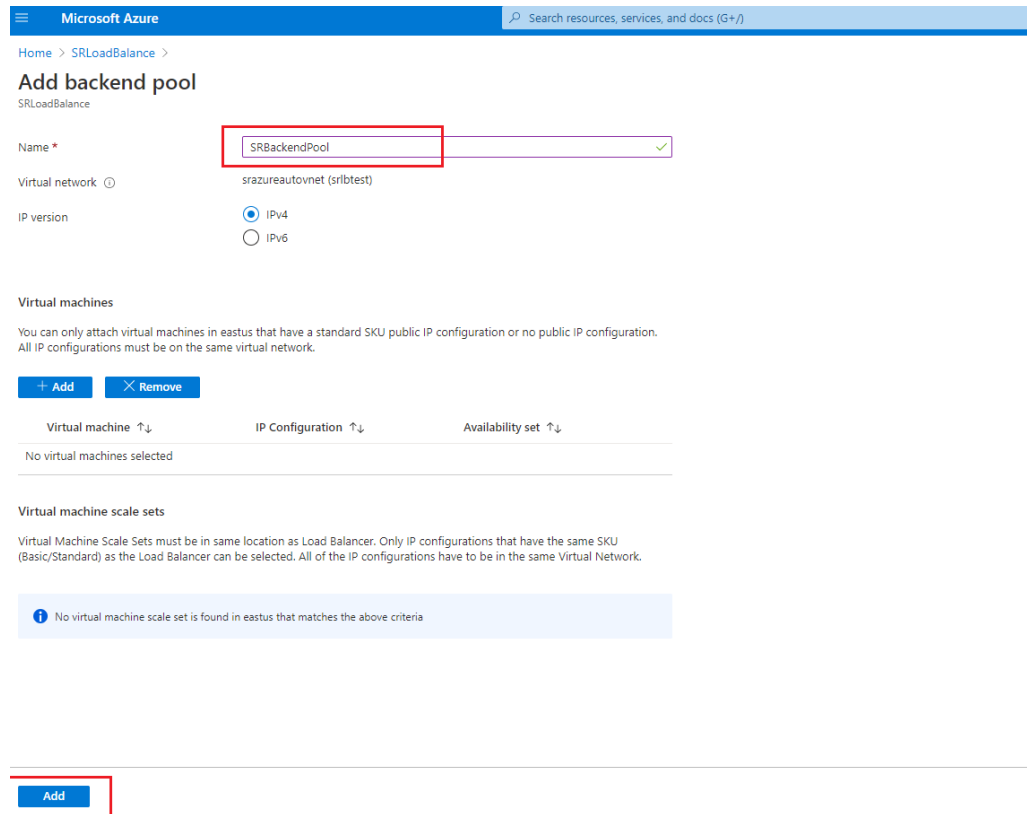 Microsoft Azure
Search resources, services, and docs (G+/)
Home > SRLoadBalance >
Add backend pool
SRLoadBalance
Name *
SRBackendPool
Virtual network
srazureautovnet (srlbtest)
IP version
IPv4
IPv6
Virtual machines
You can only attach virtual machines in eastus that have a standard SKU public IP configuration or no public IP configuration.
All IP configurations must be on the same virtual network.
+ Add
× Remove
Virtual machine ↑↓ IP Configuration ↑↓ Availability set ↑↓
No virtual machines selected
Virtual machine scale sets
Virtual Machine Scale Sets must be in same location as Load Balancer. Only IP configurations that have the same SKU
(Basic/Standard) as the Load Balancer can be selected. All of the IP configurations have to be in the same Virtual Network.
No virtual machine scale set is found in eastus that matches the above criteria
Add